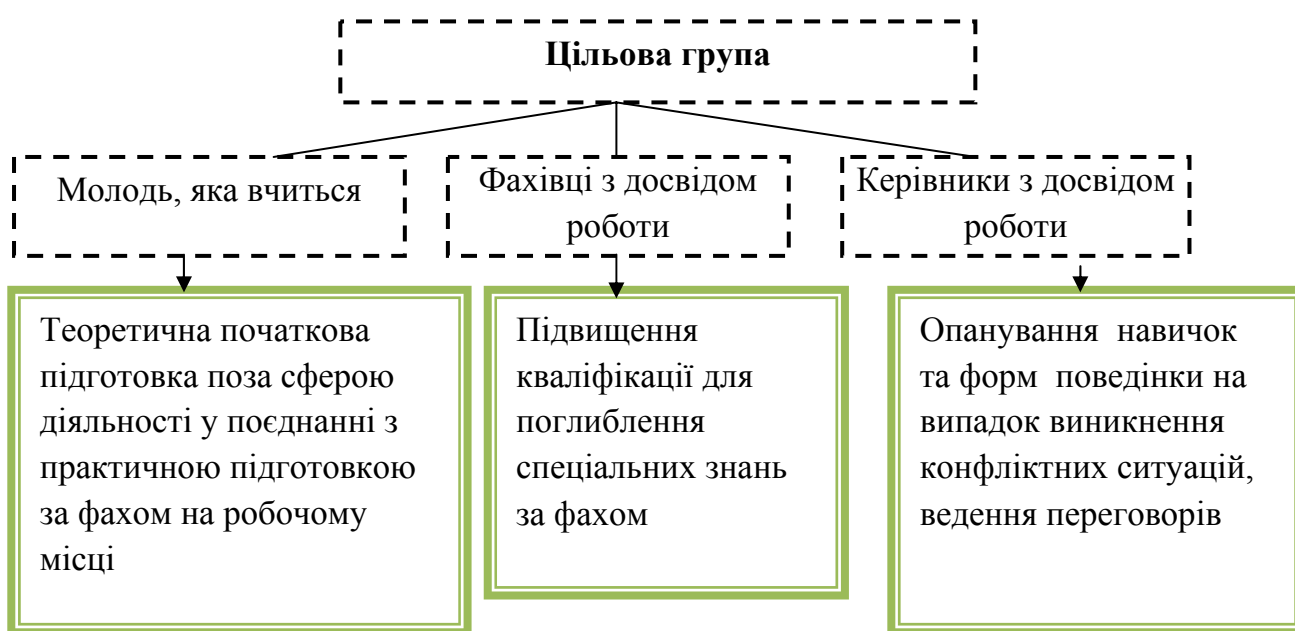 Цільова група
Молодь, яка вчиться
Фахівці з досвідом
роботи
Керівники з досвідом
роботи
Теоретична початкова
підготовка поза сферою
діяльності у поєднанні з
практичною підготовкою
за фахом на робочому
місці
Підвищення
кваліфікації для
поглиблення
спеціальних знань
за фахом
Опанування навичок
та форм поведінки на
випадок виникнення
конфліктних ситуацій,
ведення переговорів